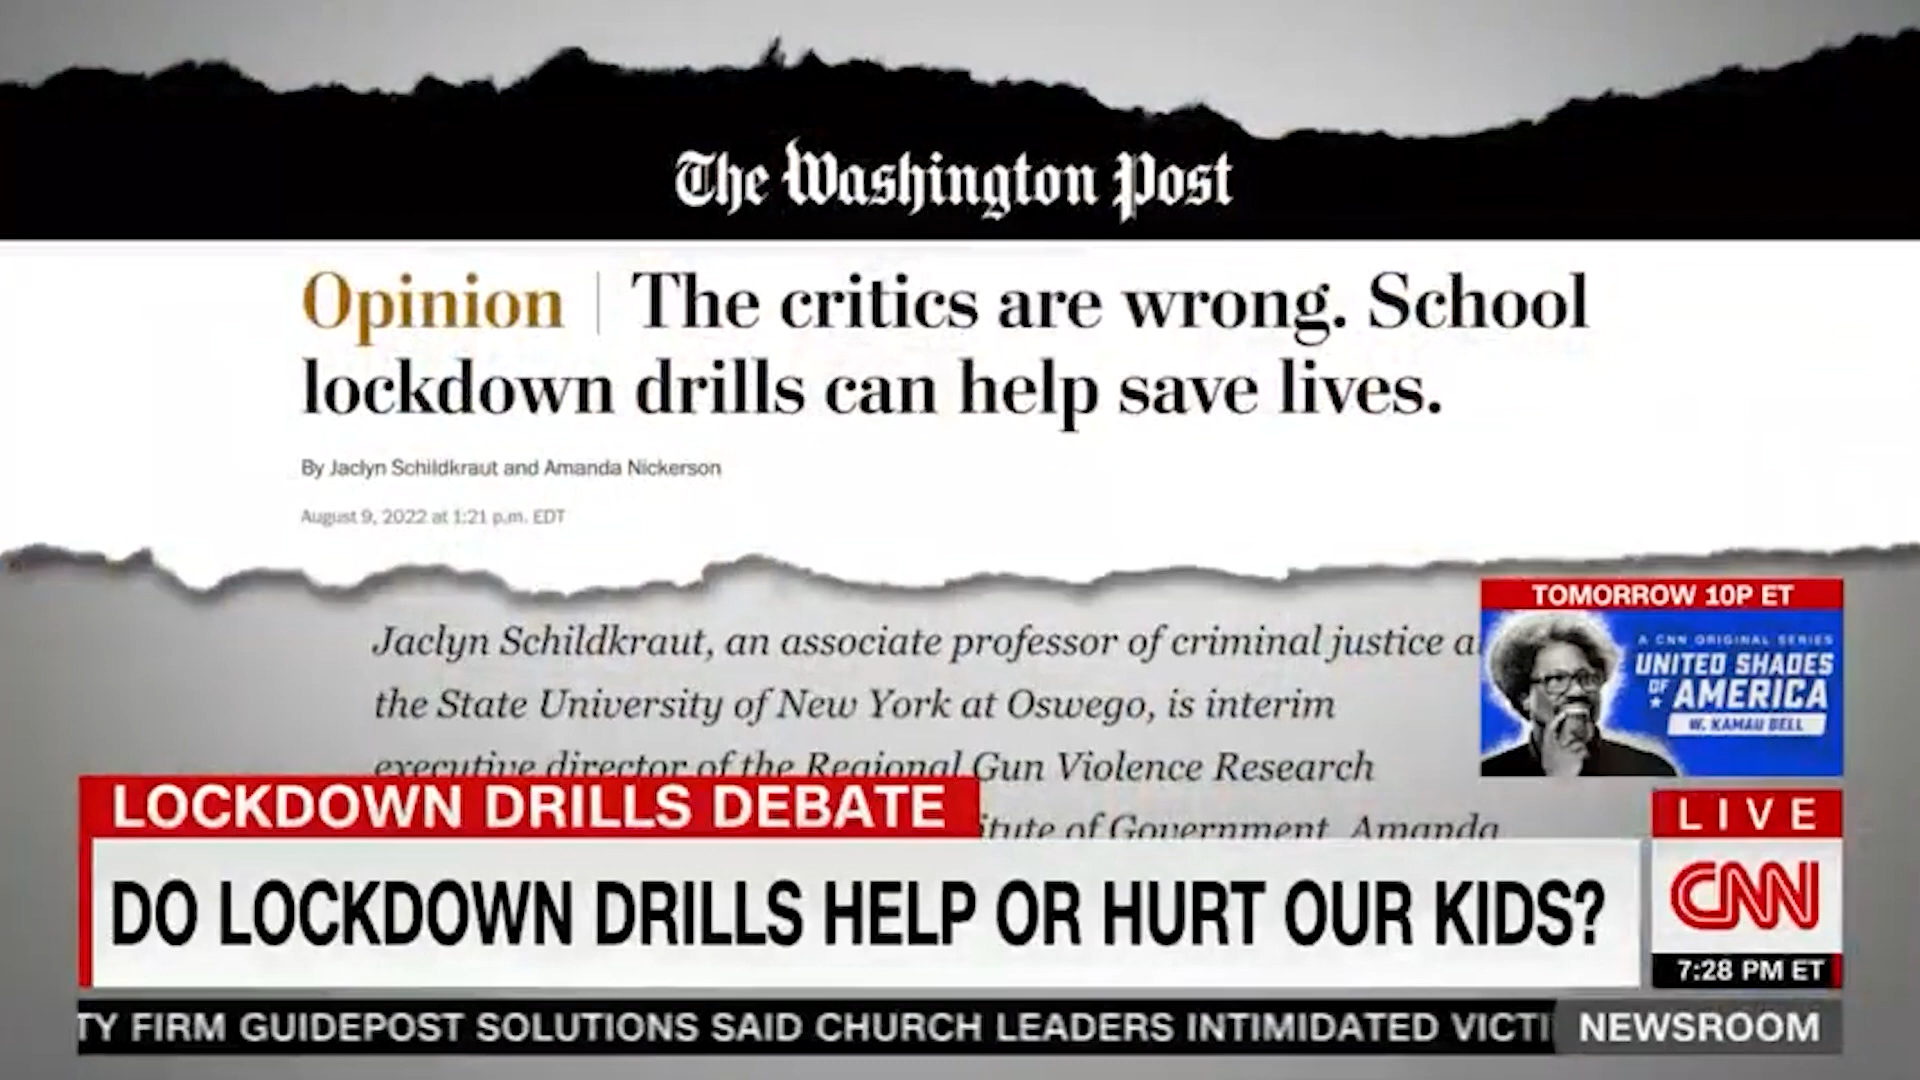 The Washington Post
Opinion | The critics are wrong. School
lockdown drills can help save lives.
By Jaclyn Schildkraut and Amanda Nickerson
August 9, 2022 at 1:21 p.m. EDT
Jaclyn Schildkraut, an associate professor of criminal justice a
the State University of New York at Oswego, is interim
executive director of the Regional Gun Violence Research
itute of Government. Amanda
TOMORROW 10P ET
A CNN ORIGINAL SERIES
UNITED SHADES
OF AMERICA
W. KAMAU BELL
LOCKDOWN DRILLS DEBATE
DO LOCKDOWN DRILLS HELP OR HURT OUR KIDS?
LIVE
CNN
7:28 PM ET
TY FIRM GUIDEPOST SOLUTIONS SAID CHURCH LEADERS INTIMIDATED VICTI
NEWSROOM